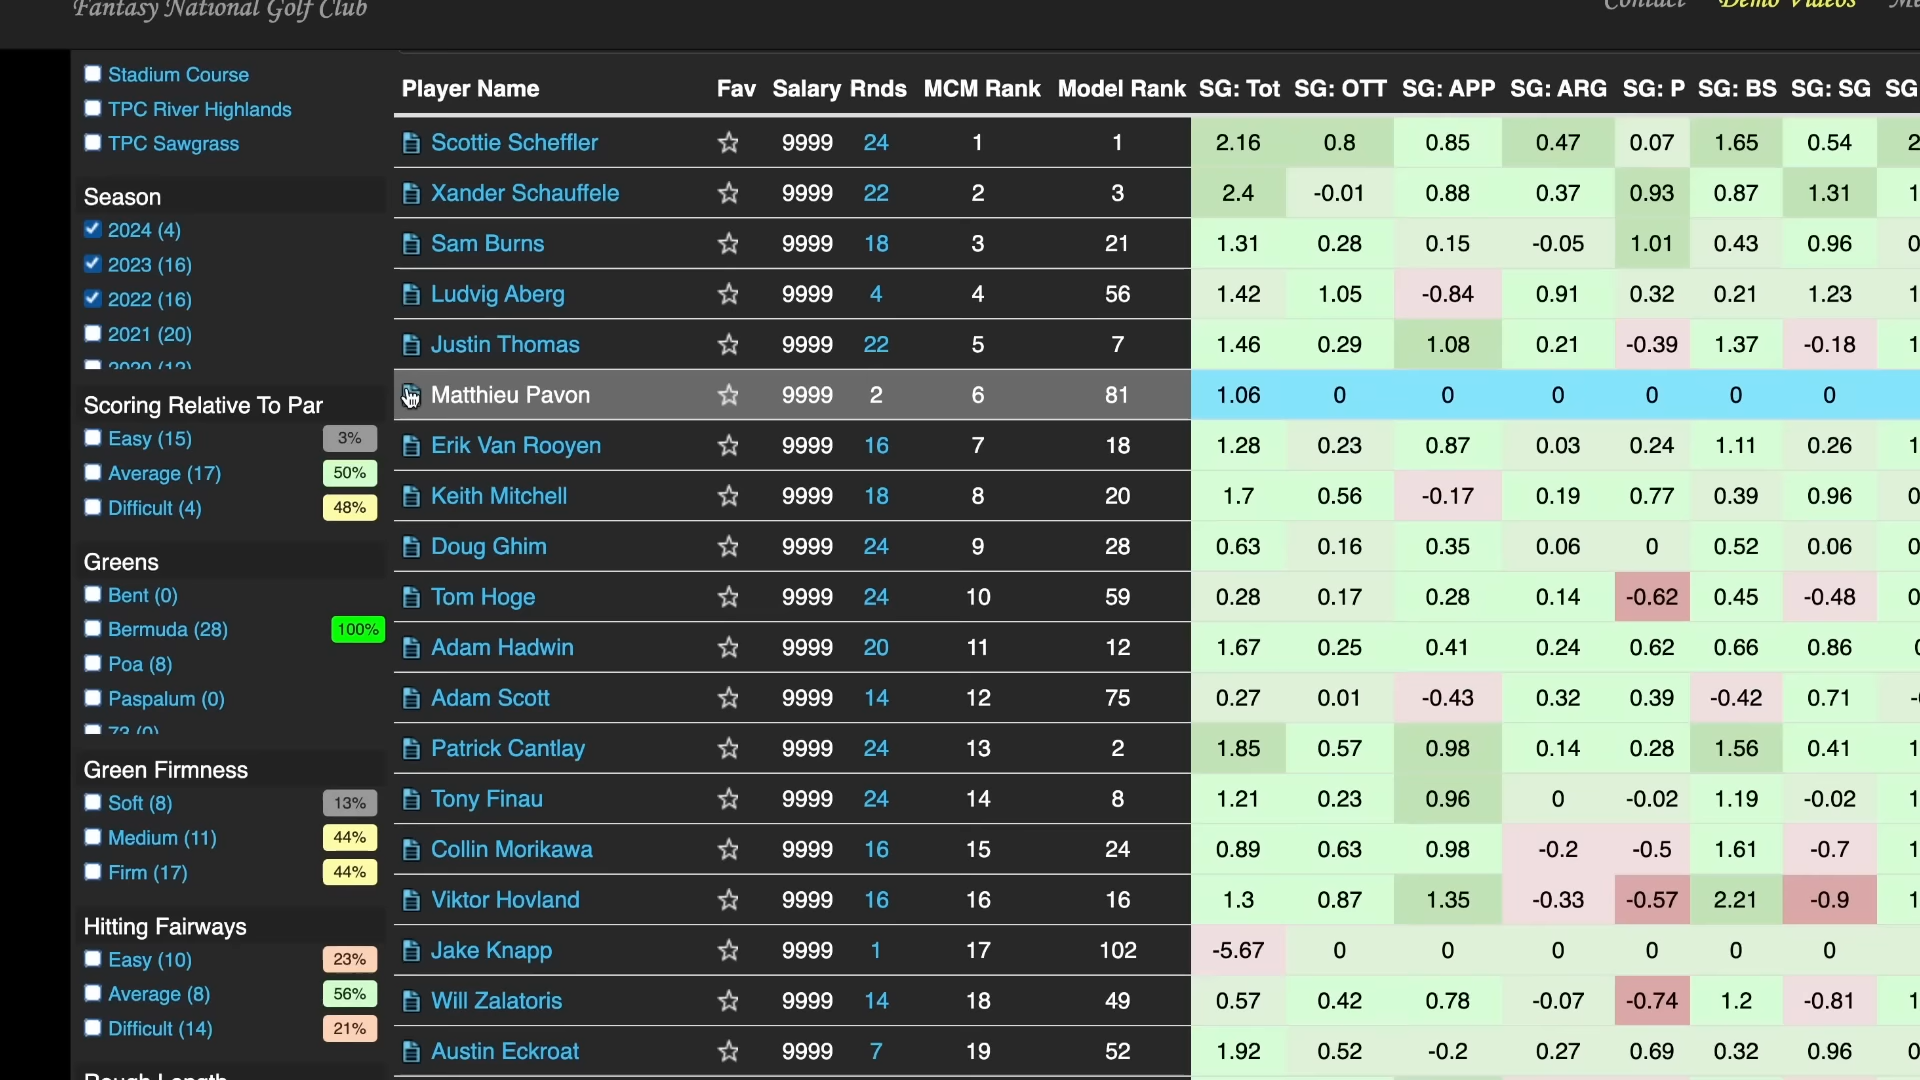 Fantasy National Golf Club
Contact Demo Videos
Stadium Course
TPC River Highlands
TPC Sawgrass
Season
2024 (4)
2023 (16)
2022 (16)
2021 (20)
2020 (12)
Scoring Relative To Par
Easy (15) 3%
Average (17) 50%
Difficult (4) 48%
Greens
Bent (0)
Bermuda (28) 100%
Poa (8)
Paspalum (0)
Green Firmness
Soft (8) 13%
Medium (11) 44%
Firm (17) 44%
Hitting Fairways
Easy (10) 23%
Average (8) 56%
Difficult (14) 21%
Rough Length
Player Name Fav Salary Rnds MCM Rank Model Rank SG: Tot SG: OTT SG: APP SG: ARG SG: P SG: BS SG: SG SG
Scottie Scheffler 9999 24 1 1 2.16 0.8 0.85 0.47 0.07 1.65 0.54 2
Xander Schauffele 9999 22 2 3 2.4 -0.01 0.88 0.37 0.93 0.87 1.31 1
Sam Burns 9999 18 3 21 1.31 0.28 0.15 -0.05 1.01 0.43 0.96 0
Ludvig Aberg 9999 4 4 56 1.42 1.05 -0.84 0.91 0.32 0.21 1.23 1
Justin Thomas 9999 22 5 7 1.46 0.29 1.08 0.21 -0.39 1.37 -0.18 1
Matthieu Pavon 9999 2 6 81 1.06 0 0 0 0 0 0
Erik Van Rooyen 9999 16 7 18 1.28 0.23 0.87 0.03 0.24 1.11 0.26 1
Keith Mitchell 9999 18 8 20 1.7 0.56 -0.17 0.19 0.77 0.39 0.96 0
Doug Ghim 9999 24 9 28 0.63 0.16 0.35 0.06 0 0.52 0.06 0
Tom Hoge 9999 24 10 59 0.28 0.17 0.28 0.14 -0.62 0.45 -0.48 0
Adam Hadwin 9999 20 11 12 1.67 0.25 0.41 0.24 0.62 0.66 0.86
Adam Scott 9999 14 12 75 0.27 0.01 -0.43 0.32 0.39 -0.42 0.71 -
Patrick Cantlay 9999 24 13 2 1.85 0.57 0.98 0.14 0.28 1.56 0.41 1
Tony Finau 9999 24 14 8 1.21 0.23 0.96 0 -0.02 1.19 -0.02 1
Collin Morikawa 9999 16 15 24 0.89 0.63 0.98 -0.2 -0.5 1.61 -0.7 1
Viktor Hovland 9999 16 16 16 1.3 0.87 1.35 -0.33 -0.57 2.21 -0.9 1
Jake Knapp 9999 1 17 102 -5.67 0 0 0 0 0 0
Will Zalatoris 9999 14 18 49 0.57 0.42 0.78 -0.07 -0.74 1.2 -0.81 1
Austin Eckroat 9999 7 19 52 1.92 0.52 -0.2 0.27 0.69 0.32 0.96 0